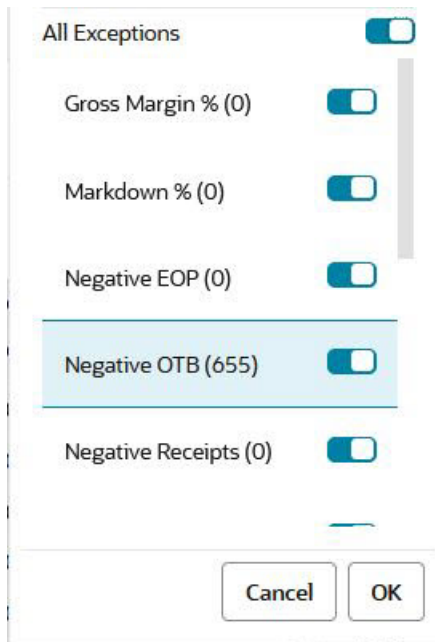 All Exceptions
Gross Margin % (0)
Markdown % (0)
Negative EOP (0)
Negative OTB (655)
Negative Receipts (0)
Cancel OK